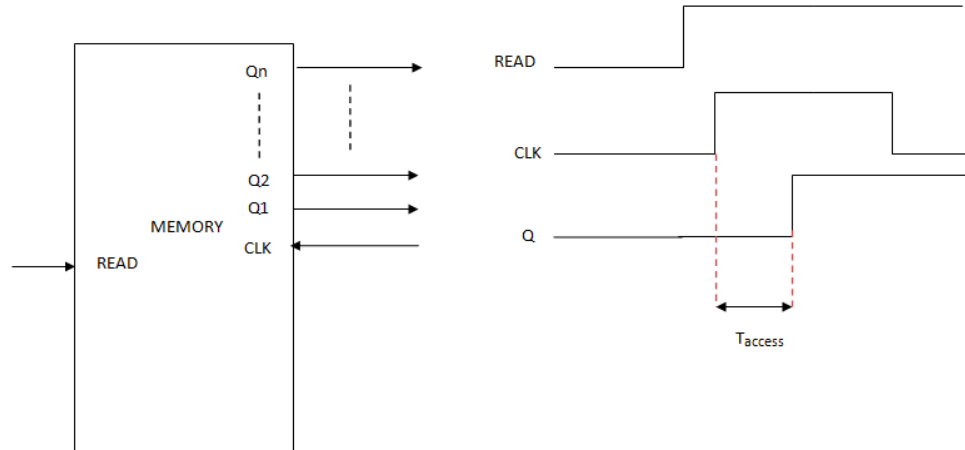 Qn
Q2
Q1
MEMORY
CLK
READ
READ
CLK
Q
Taccess